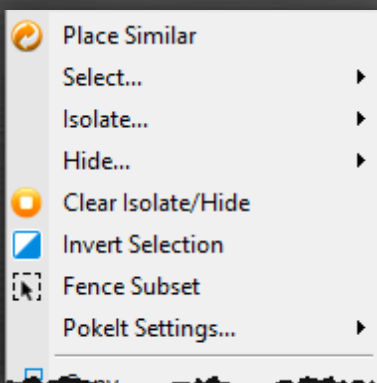 Place Similar
Select...
Isolate...
Hide...
Clear Isolate/Hide
Invert Selection
Fence Subset
PokeIt Settings...